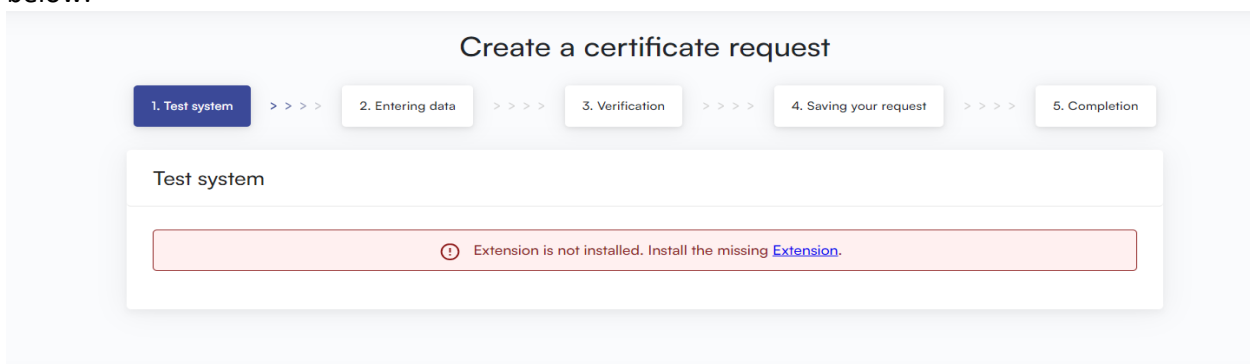 below.
Create a certificate request
1. Test system > > > > 2. Entering data > > > > 3. Verification > > > > 4. Saving your request > > > > 5. Completion
Test system
Extension is not installed. Install the missing Extension.